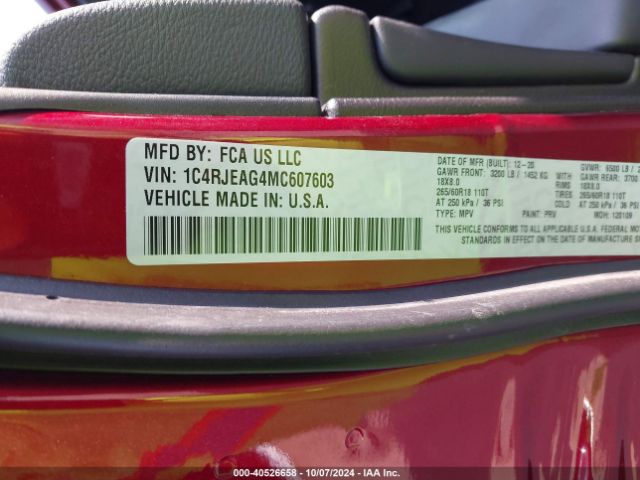 MFD BY: FCA US LLC
VIN: 1C4RJEAG4MC607603
VEHICLE MADE IN: U.S.A.
DATE OF MFR (BUILT): 12-20 GVWR: 6500 LB /
GAWR FRONT: 3200 LB / 1452 KG GAWR REAR: 3700
18X8.0 RIMS 18X8.0
265/60R18 110T TIRES 265/60R18 110T
AT 250 kPa / 36 PSI COLD AT 250 kPa / 36 PSI
TYPE: MPV PAINT: PRV MDH: 120109
THIS VEHICLE CONFORMS TO ALL APPLICABLE U.S.A. FEDERAL
STANDARDS IN EFFECT ON THE DATE OF MANUFACTURE
000-40526658 - 10/07/2024 - IAA Inc.